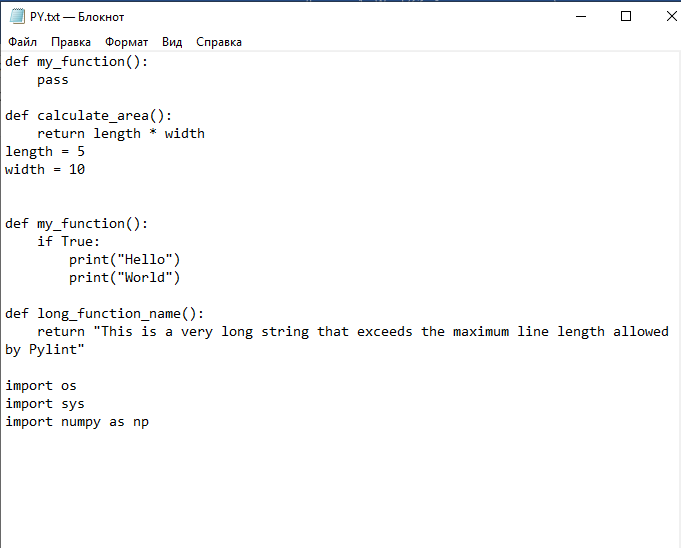 PY.txt — Блокнот
Файл Правка Формат Вид Справка
def my_function():
    pass

def calculate_area():
    return length * width
length = 5
width = 10


def my_function():
    if True:
        print("Hello")
        print("World")

def long_function_name():
    return "This is a very long string that exceeds the maximum line length allowed
by Pylint"

import os
import sys
import numpy as np